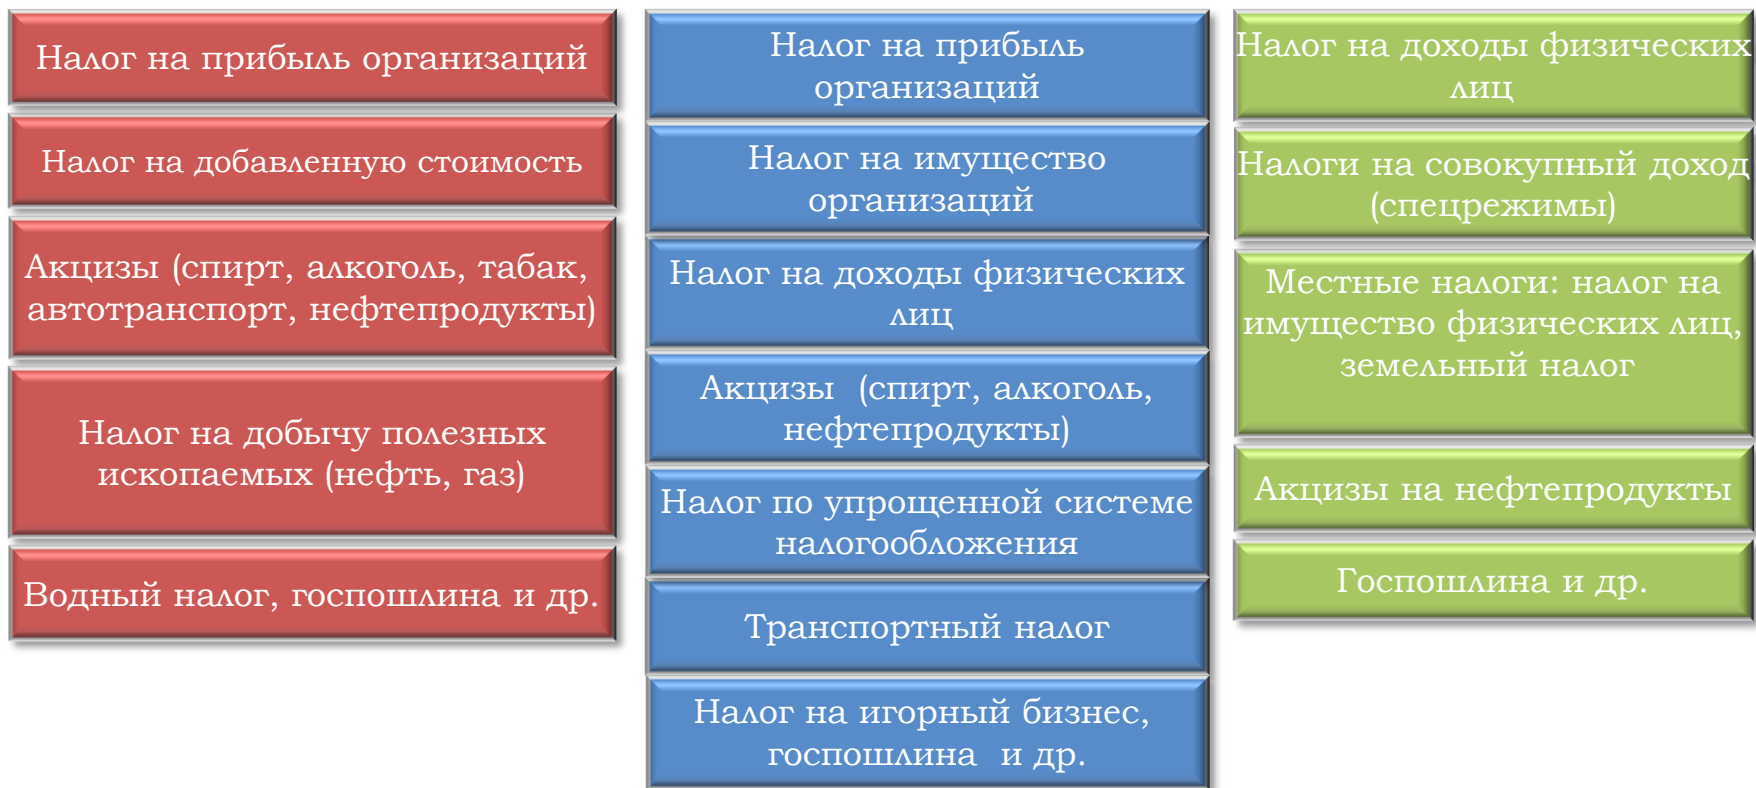 Налог на прибыль организаций
Налог на добавленную стоимость
Акцизы (спирт, алкоголь, табак,
автотранспорт, нефтепродукты)
Налог на добычу полезных
ископаемых (нефть, газ)
Водный налог, госпошлина и др.
Налог на прибыль
организаций
Налог на имущество
организаций
Налог на доходы физических
лиц
Акцизы (спирт, алкоголь,
нефтепродукты)
Налог по упрощенной системе
налогообложения
Транспортный налог
Налог на игорный бизнес,
госпошлина и др.
Налог на доходы физических
лиц
Налоги на совокупный доход
(спецрежимы)
Местные налоги: налог на
имущество физических лиц,
земельный налог
Акцизы на нефтепродукты
Госпошлина и др.